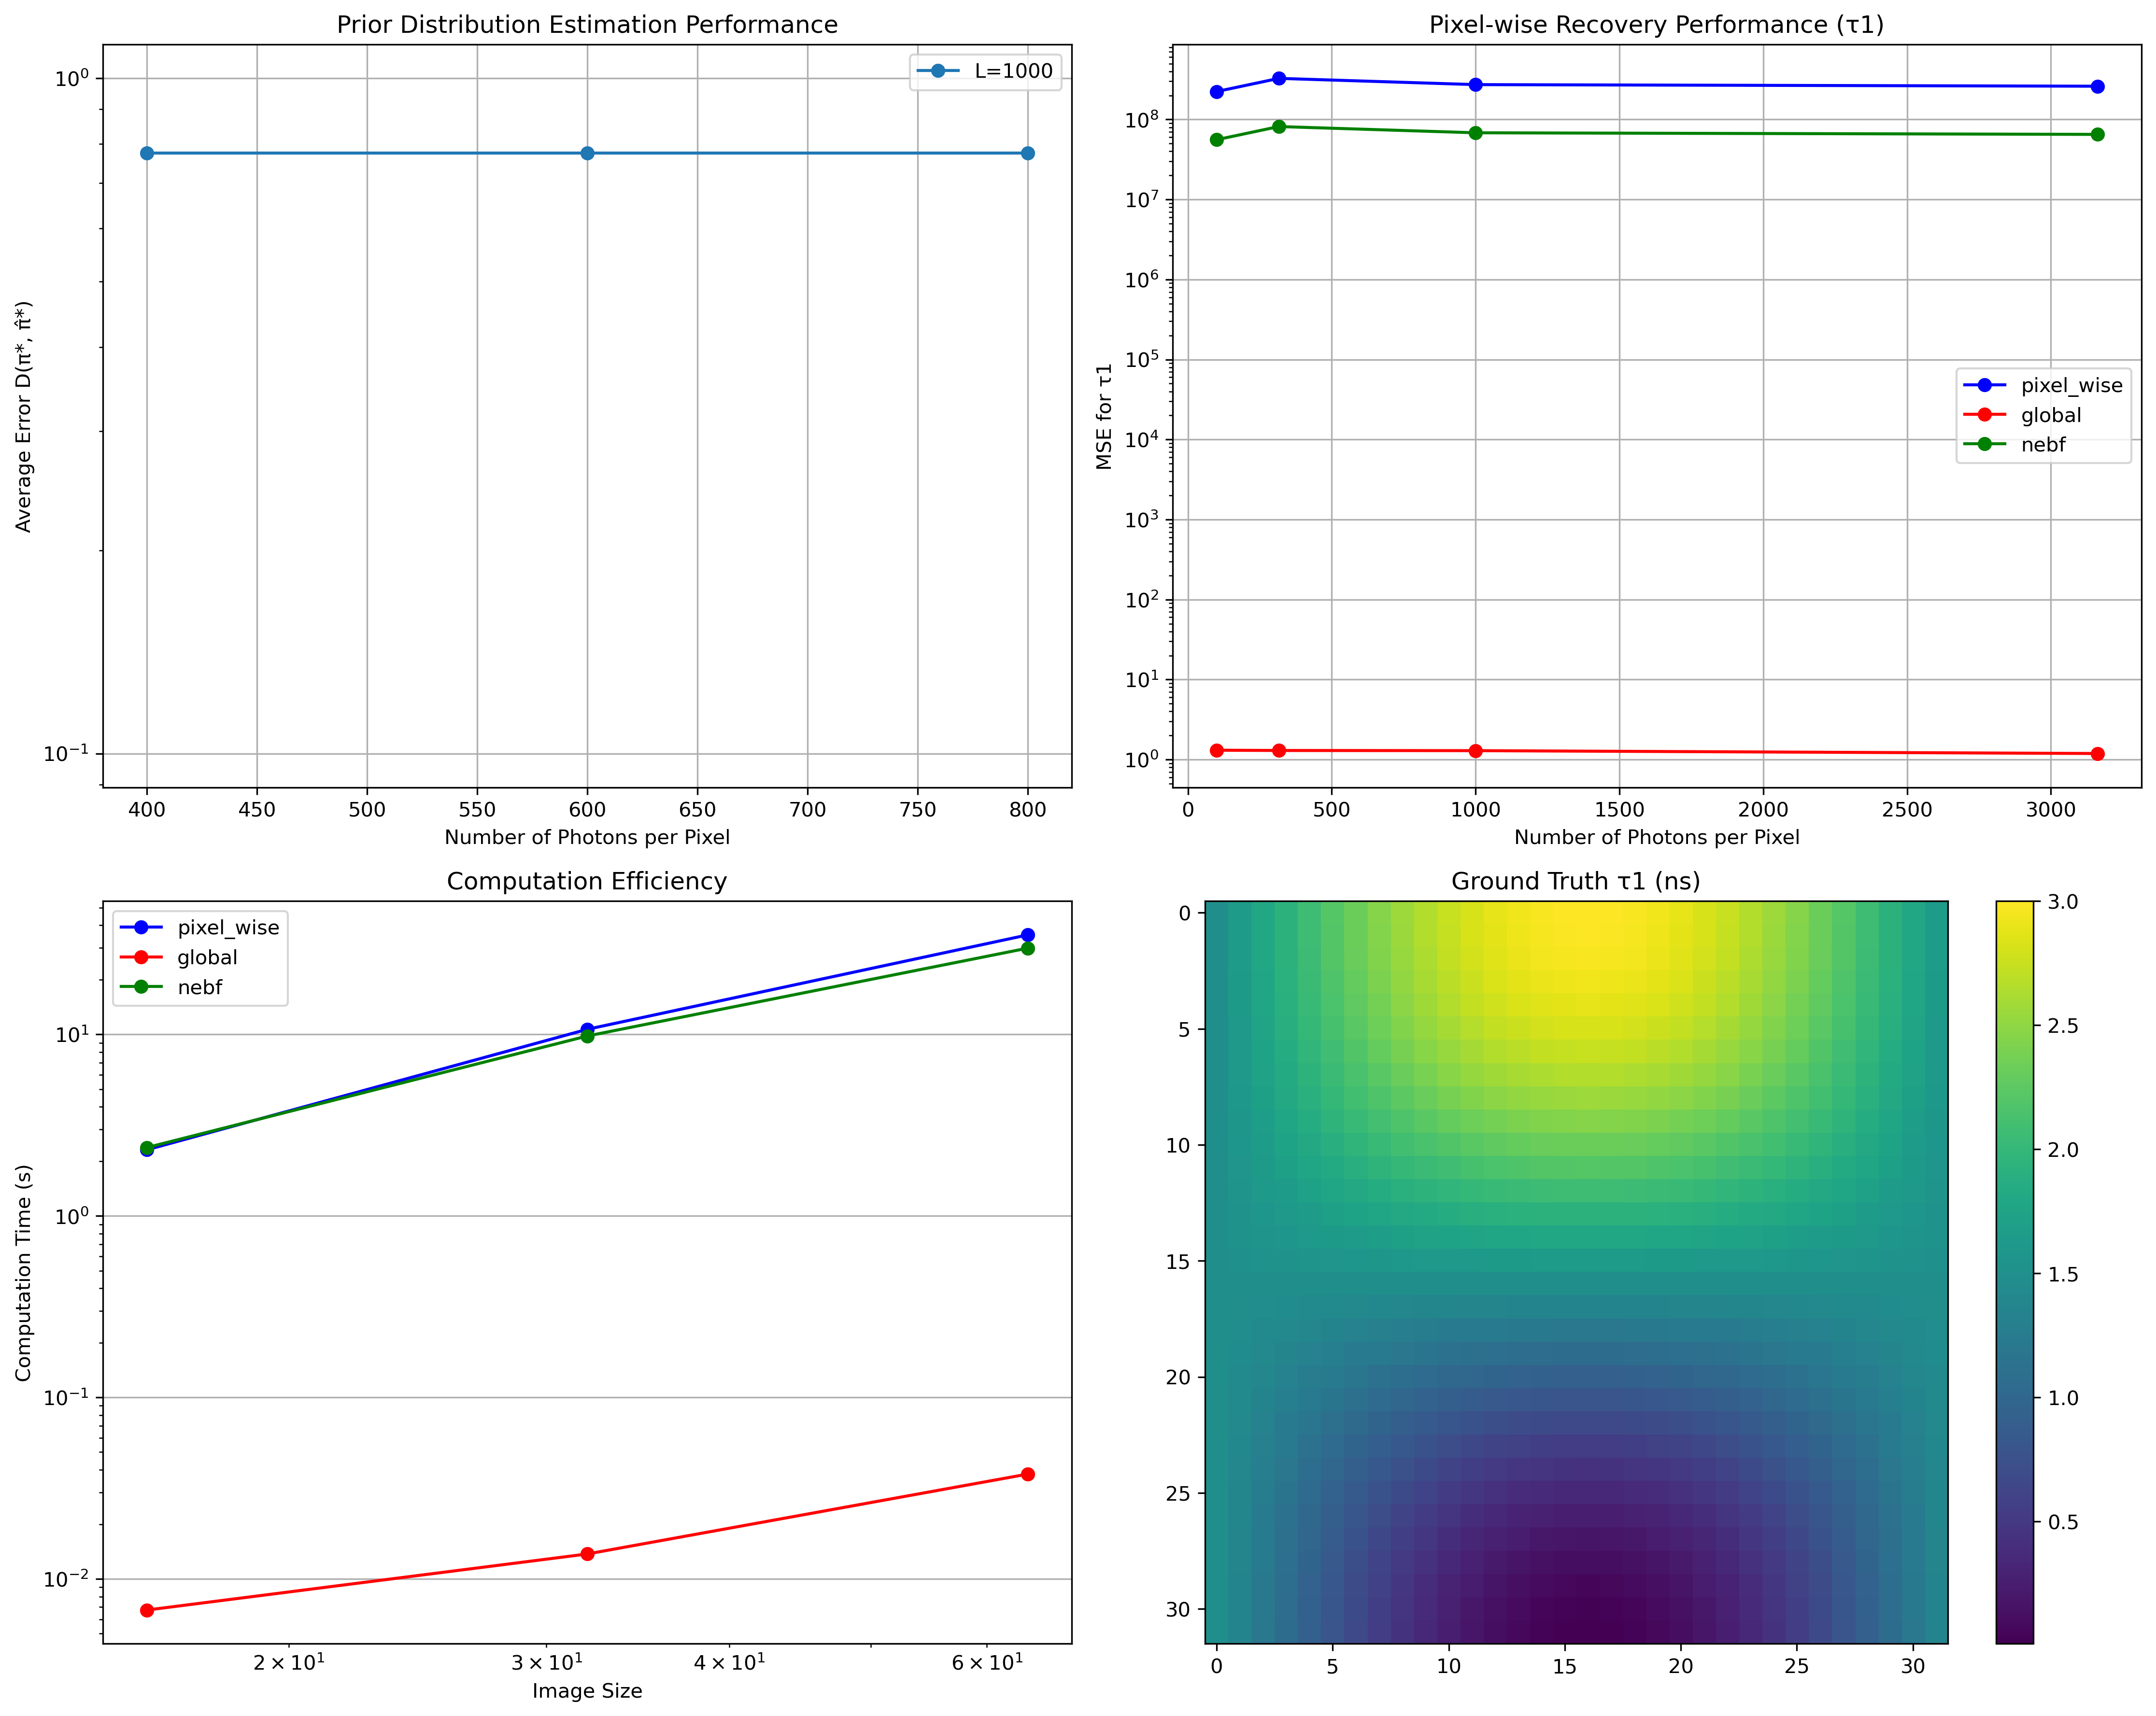 Prior Distribution Estimation Performance
10⁰
10⁻¹
Average Error D(π*, π̂*)
L=1000
400 450 500 550 600 650 700 750 800
Number of Photons per Pixel
Pixel-wise Recovery Performance (τ1)
10⁸
10⁷
10⁶
10⁵
10⁴
10³
10²
10¹
10⁰
MSE for τ1
pixel_wise
global
nebf
0 500 1000 1500 2000 2500 3000
Number of Photons per Pixel
Computation Efficiency
pixel_wise
global
nebf
10¹
10⁰
10⁻¹
10⁻²
Computation Time (s)
2 × 10¹ 3 × 10¹ 4 × 10¹ 6 × 10¹
Image Size
Ground Truth τ1 (ns)
0
5
10
15
20
25
30
0 5 10 15 20 25 30
3.0
2.5
2.0
1.5
1.0
0.5